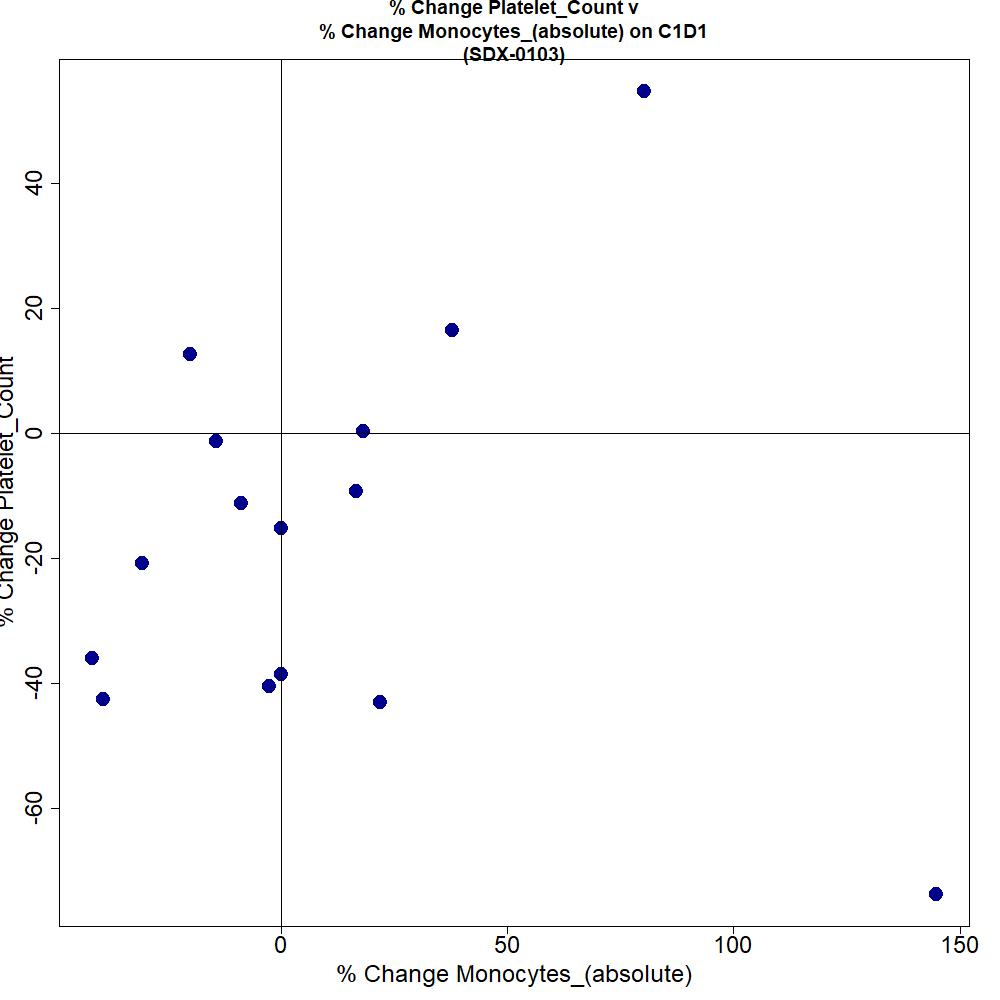 % Change Platelet_Count v
% Change Monocytes_(absolute) on C1D1
(SDX-0103)
% Change Platelet_Count
40
20
0
-20
-40
-60
0
50
100
150
% Change Monocytes_(absolute)